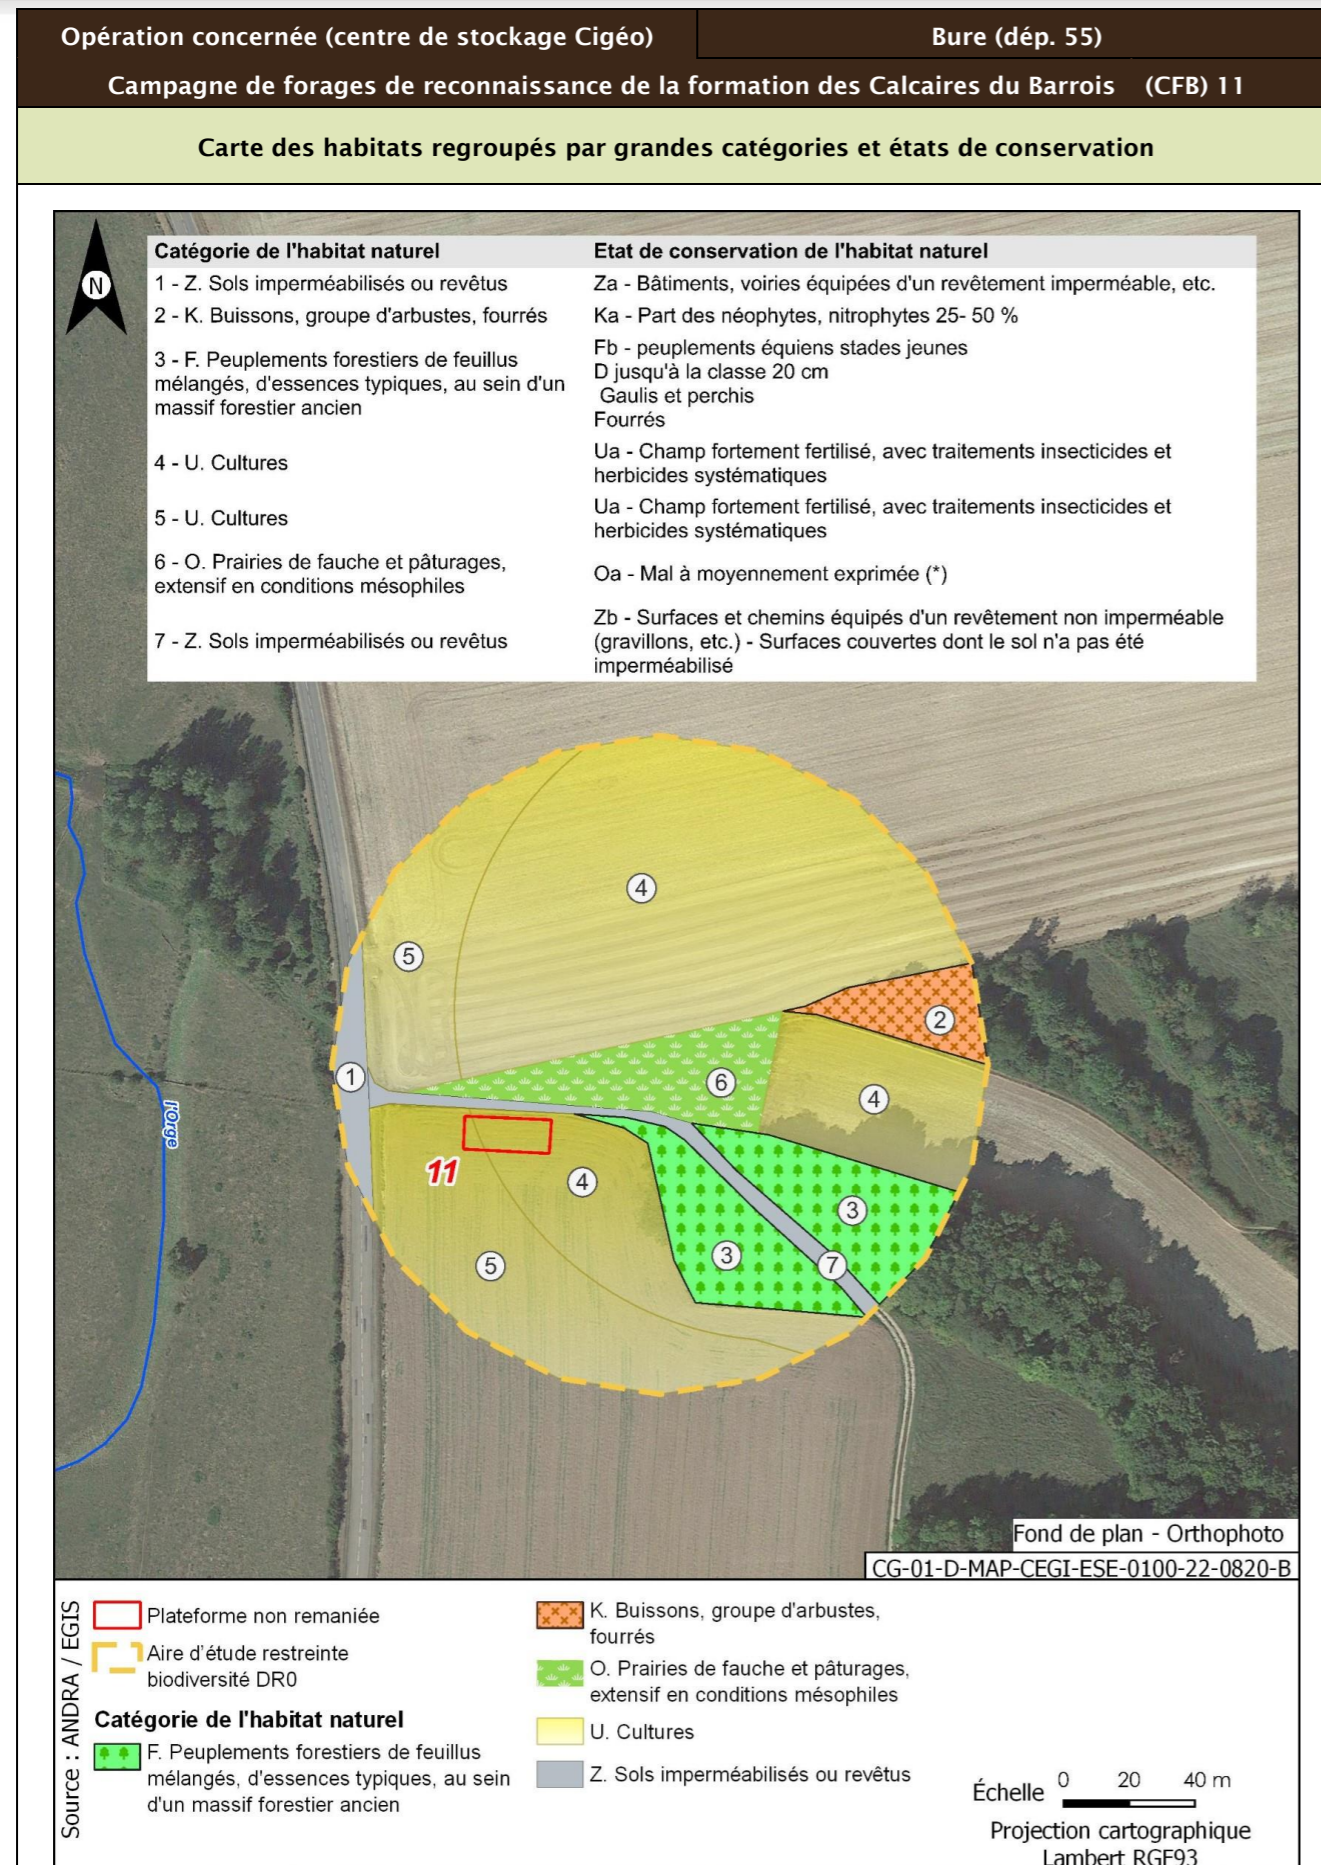 Opération concernée (centre de stockage Cigéo)
Bure (dép. 55)
Campagne de forages de reconnaissance de la formation des Calcaires du Barrois (CFB) 11
Carte des habitats regroupés par grandes catégories et états de conservation
N
Catégorie de l'habitat naturel
Etat de conservation de l'habitat naturel
1 - Z. Sols imperméabilisés ou revêtus
Za - Bâtiments, voiries équipées d'un revêtement imperméable, etc.
2 - K. Buissons, groupe d'arbustes, fourrés
Ka - Part des néophytes, nitrophytes 25- 50 %
3 - F. Peuplements forestiers de feuillus
mélangés, d'essences typiques, au sein d'un
massif forestier ancien
Fb - peuplements équiens stades jeunes
D jusqu'à la classe 20 cm
Gaulis et perchis
Fourrés
4 - U. Cultures
Ua - Champ fortement fertilisé, avec traitements insecticides et
herbicides systématiques
5 - U. Cultures
Ua - Champ fortement fertilisé, avec traitements insecticides et
herbicides systématiques
6 - O. Prairies de fauche et pâturages,
extensif en conditions mésophiles
Oa - Mal à moyennement exprimée (*)
7 - Z. Sols imperméabilisés ou revêtus
Zb - Surfaces et chemins équipés d'un revêtement non imperméable
(gravillons, etc.) - Surfaces couvertes dont le sol n'a pas été
imperméabilisé
4
5
2
1
6
4
l'Orge
11
4
3
3
5
7
Fond de plan - Orthophoto
CG-01-D-MAP-CEGI-ESE-0100-22-0820-B
Source : ANDRA / EGIS
Plateforme non remaniée
Aire d'étude restreinte
biodiversité DR0
Catégorie de l'habitat naturel
F. Peuplements forestiers de feuillus
mélangés, d'essences typiques, au sein
d'un massif forestier ancien
K. Buissons, groupe d'arbustes,
fourrés
O. Prairies de fauche et pâturages,
extensif en conditions mésophiles
U. Cultures
Z. Sols imperméabilisés ou revêtus
Échelle 0 20 40 m
Projection cartographique
Lambert RGF93